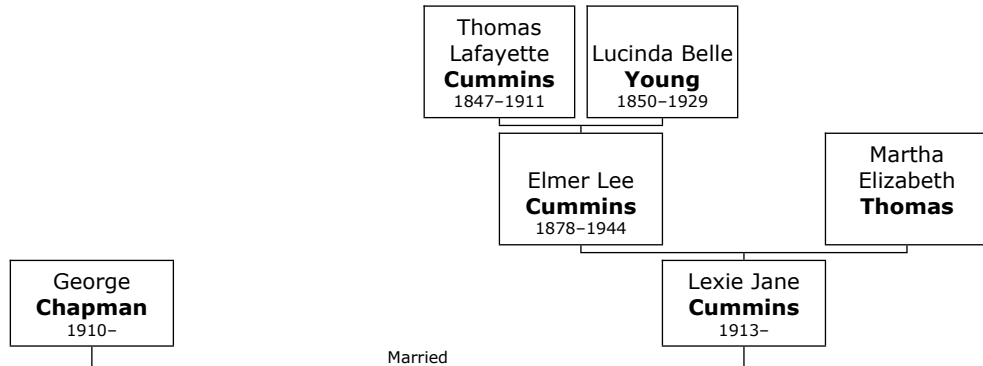 Thomas
Lafayette
Cummins
1847–1911
Lucinda Belle
Young
1850–1929
Elmer Lee
Cummins
1878–1944
Martha
Elizabeth
Thomas
George
Chapman
1910–
Lexie Jane
Cummins
1913–
Married